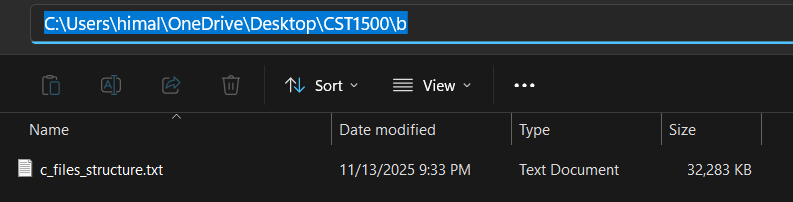 C:\Users\himal\OneDrive\Desktop\CST1500\b
Sort View
Name Date modified Type Size
c_files_structure.txt 11/13/2025 9:33 PM Text Document 32,283 KB